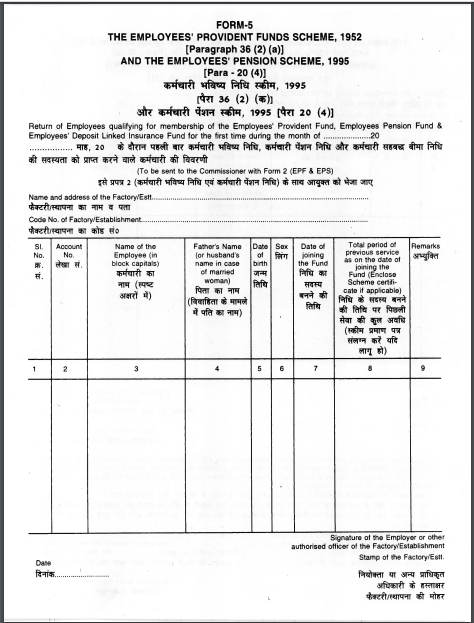 FORM-5
THE EMPLOYEES' PROVIDENT FUNDS SCHEME, 1952
[Paragraph 36 (2) (a)]
AND THE EMPLOYEES' PENSION SCHEME, 1995
[Para - 20 (4)]
कर्मचारी भविष्य निधि स्कीम, 1995
[पैरा 36 (2) (क)]
और कर्मचारी पेंशन स्कीम, 1995 [पैरा 20 (4)]
Return of Employees qualifying for membership of the Employees' Provident Fund, Employees Pension Fund &
Employees' Deposit Linked Insurance Fund for the first time during the month of ...................20
................ माह, 20 के दौरान पहली बार कर्मचारी भविष्य निधि, कर्मचारी पेंशन निधि और कर्मचारी सहबद्ध बीमा निधि
की सदस्यता को प्राप्त करने वाले कर्मचारी की विवरणी
(To be sent to the Commissioner with Form 2 (EPF & EPS)
इसे प्रपत्र 2 (कर्मचारी भविष्य निधि एवं कर्मचारी पेंशन निधि) के साथ आयुक्त को भेजा जाए
Name and address of the Factory/Estt.
फैक्टरी/स्थापना का नाम व पता
Code No. of Factory/Establishment
फैक्टरी/स्थापना का कोड सं०
Sl.
No.
क्र.
सं.
Account
No.
लेखा सं.
Name of the
Employee (in
block capitals)
कर्मचारी का
नाम (स्पष्ट
अक्षरों में)
Father's Name
(or husband's
name in case
of married
woman)
पिता का नाम
(विवाहिता के मामले
में पति का नाम)
Date
of
birth
जन्म
तिथि
Sex
लिंग
Date of
joining
the Fund
निधि का
सदस्य
बनने की
तिथि
Total period of
previous service
as on the date of
joining the
Fund (Enclose
Scheme certifi-
cate if applicable)
निधि के सदस्य बनने
की तिथि पर पिछली
सेवा की कुल अवधि
(स्कीम प्रमाण पत्र
संलग्न करें यदि
लागू हो)
Remarks
अभ्युक्ति
1 2 3 4 5 6 7 8 9
Signature of the Employer or other
authorised officer of the Factory/Establishment
Stamp of the Factory/Estt.
Date
दिनांक............................
नियोक्ता या अन्य प्राधिकृत
अधिकारी के हस्ताक्षर
फैक्टरी/स्थापना की मोहर